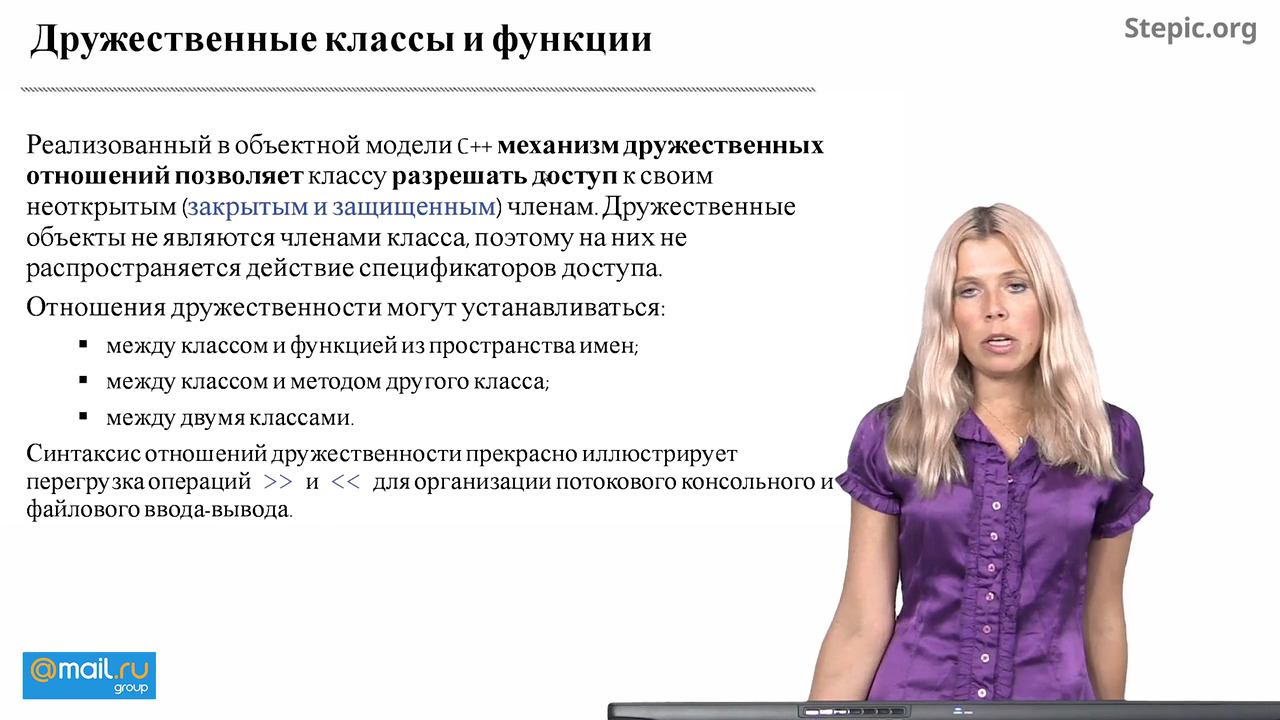 Дружественные классы и функции
Stepic.org
Реализованный в объектной модели C++ механизм дружественных
отношений позволяет классу разрешать доступ к своим
неоткрытым (закрытым и защищенным) членам. Дружественные
объекты не являются членами класса, поэтому на них не
распространяется действие спецификаторов доступа.
Отношения дружественности могут устанавливаться:
▪ между классом и функцией из пространства имен;
▪ между классом и методом другого класса;
▪ между двумя классами.
Синтаксис отношений дружественности прекрасно иллюстрирует
перегрузка операций >> и << для организации потокового консольного и
файлового ввода-вывода.
@mail.ru
group